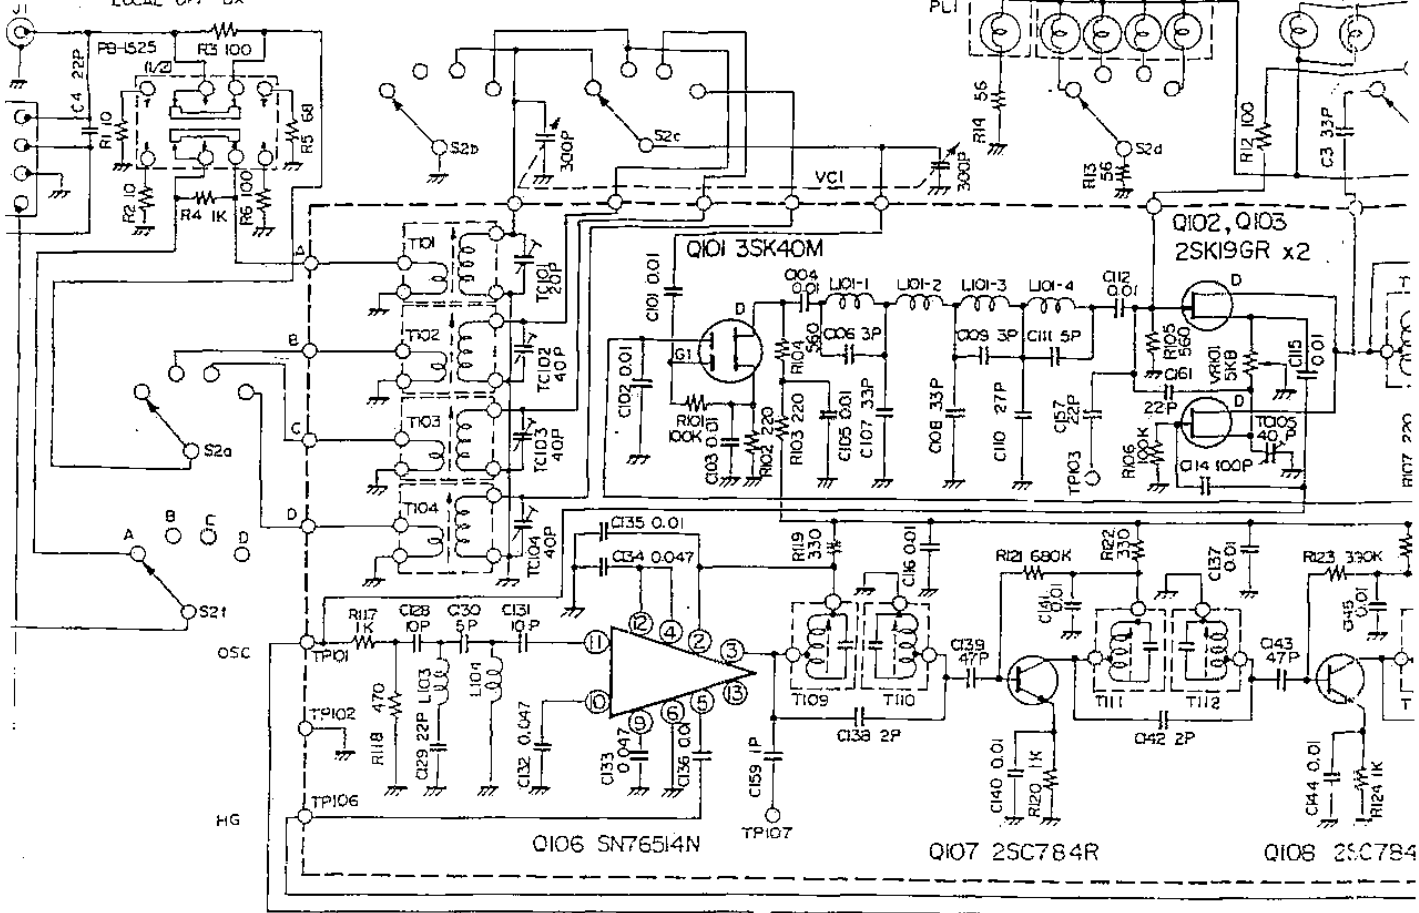 J1
PB-1525
R3 100
(1/2)
C4 22P
R1 10
R5 68
R2 10
R4 1K
R6 100
S2b
300P
S2c
300P
VC1
PL1
R14 56
S2d
R13 56
R12 100
C3 33P
A
T101
TC101 20P
B
T102
TC102 40P
C
T103
TC103 40P
D
T104
TC104 40P
S2a
A
B
C
D
S2f
Q101 3SK40M
C101 0.01
C102 0.01
G1
D
R101 100K
C103 0.01
R102 220
R103 220
R104 560
C104 0.01
L101-1
L101-2
L101-3
L101-4
C106 3P
C109 3P
C111 5P
C112 0.01
C105 0.01
C107 33P
C108 33P
C110 27P
C157 22P
TP103
Q102, Q103
2SK19GR x2
D
R105 560
VR101 5KB
C115 0.01
C161
22P
D
R106 100K
TC105 40P
C114 100P
R107 220
C135 0.01
C134 0.047
R119 330
C116 0.01
R121 680K
R122 330
C137 0.01
R123 330K
C141 0.01
C145 0.01
OSC
TP101
R117 1K
C128 10P
C130 5P
C131 10P
R118 470
L103
L104
C129 22P
C132 0.047
C133 0.047
C136 0.01
11
12
4
2
3
13
10
9
6
5
TP102
TP106
HG
Q106 SN76514N
T109
T110
C138 2P
C159 1P
TP107
C139 47P
C140 0.01
R120 1K
T111
T112
C142 2P
C143 47P
C144 0.01
R124 1K
Q107 2SC784R
Q108 2SC784